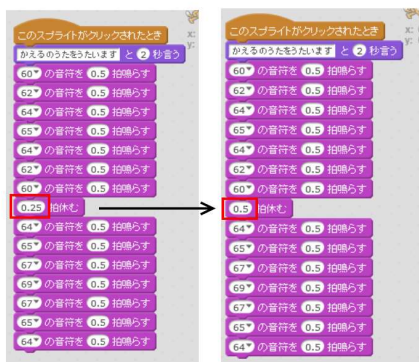 このスプライトがクリックされたとき
かえるのうたをうたいます と 2 秒言う
60 の音符を 0.5 拍鳴らす
62 の音符を 0.5 拍鳴らす
64 の音符を 0.5 拍鳴らす
65 の音符を 0.5 拍鳴らす
64 の音符を 0.5 拍鳴らす
62 の音符を 0.5 拍鳴らす
60 の音符を 0.5 拍鳴らす
0.25 拍休む
64 の音符を 0.5 拍鳴らす
65 の音符を 0.5 拍鳴らす
67 の音符を 0.5 拍鳴らす
69 の音符を 0.5 拍鳴らす
67 の音符を 0.5 拍鳴らす
65 の音符を 0.5 拍鳴らす
64 の音符を 0.5 拍鳴らす
x:
y:
このスプライトがクリックされたとき
かえるのうたをうたいます と 2 秒言う
60 の音符を 0.5 拍鳴らす
62 の音符を 0.5 拍鳴らす
64 の音符を 0.5 拍鳴らす
65 の音符を 0.5 拍鳴らす
64 の音符を 0.5 拍鳴らす
62 の音符を 0.5 拍鳴らす
60 の音符を 0.5 拍鳴らす
0.5 拍休む
64 の音符を 0.5 拍鳴らす
65 の音符を 0.5 拍鳴らす
67 の音符を 0.5 拍鳴らす
69 の音符を 0.5 拍鳴らす
67 の音符を 0.5 拍鳴らす
65 の音符を 0.5 拍鳴らす
64 の音符を 0.5 拍鳴らす
x:
y: